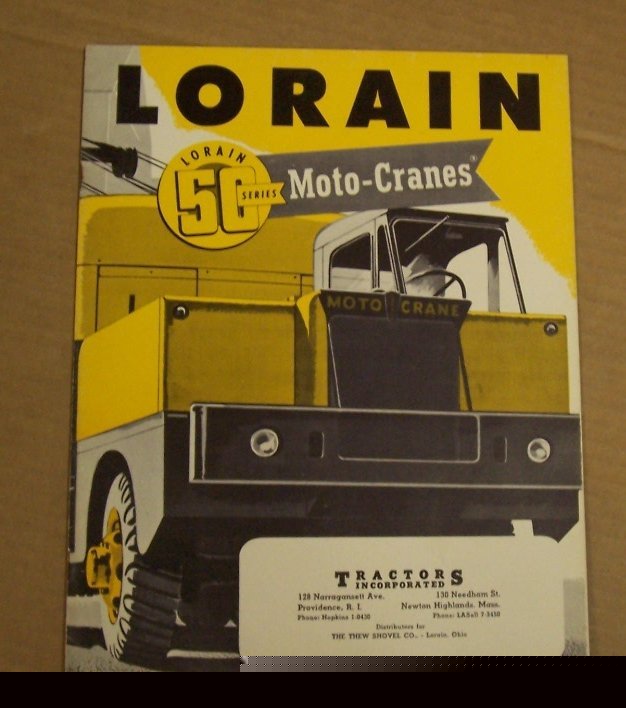 LORAIN
LORAIN
50 SERIES
Moto-Cranes®
MOTO CRANE
TRACTORS
INCORPORATED
128 Narragansett Ave.
Providence, R. I.
Phone: Hopkins 1-0430
130 Needham St.
Newton Highlands, Mass.
Phone: LASell 7-3450
Distributors for
THE THEW SHOVEL CO., - Lorain, Ohio